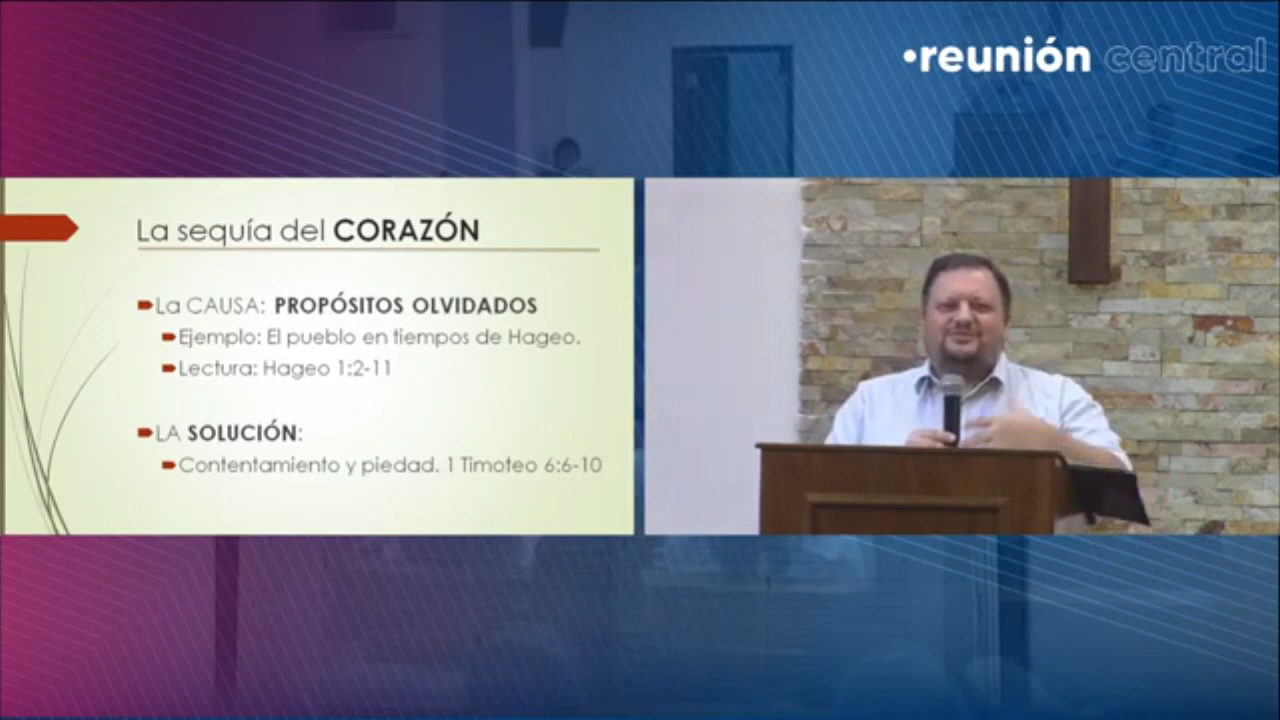 •reunión central
La sequía del CORAZÓN
La CAUSA: PROPÓSITOS OLVIDADOS
Ejemplo: El pueblo en tiempos de Hageo.
Lectura: Hageo 1:2-11
LA SOLUCIÓN:
Contentamiento y piedad. 1 Timoteo 6:6-10